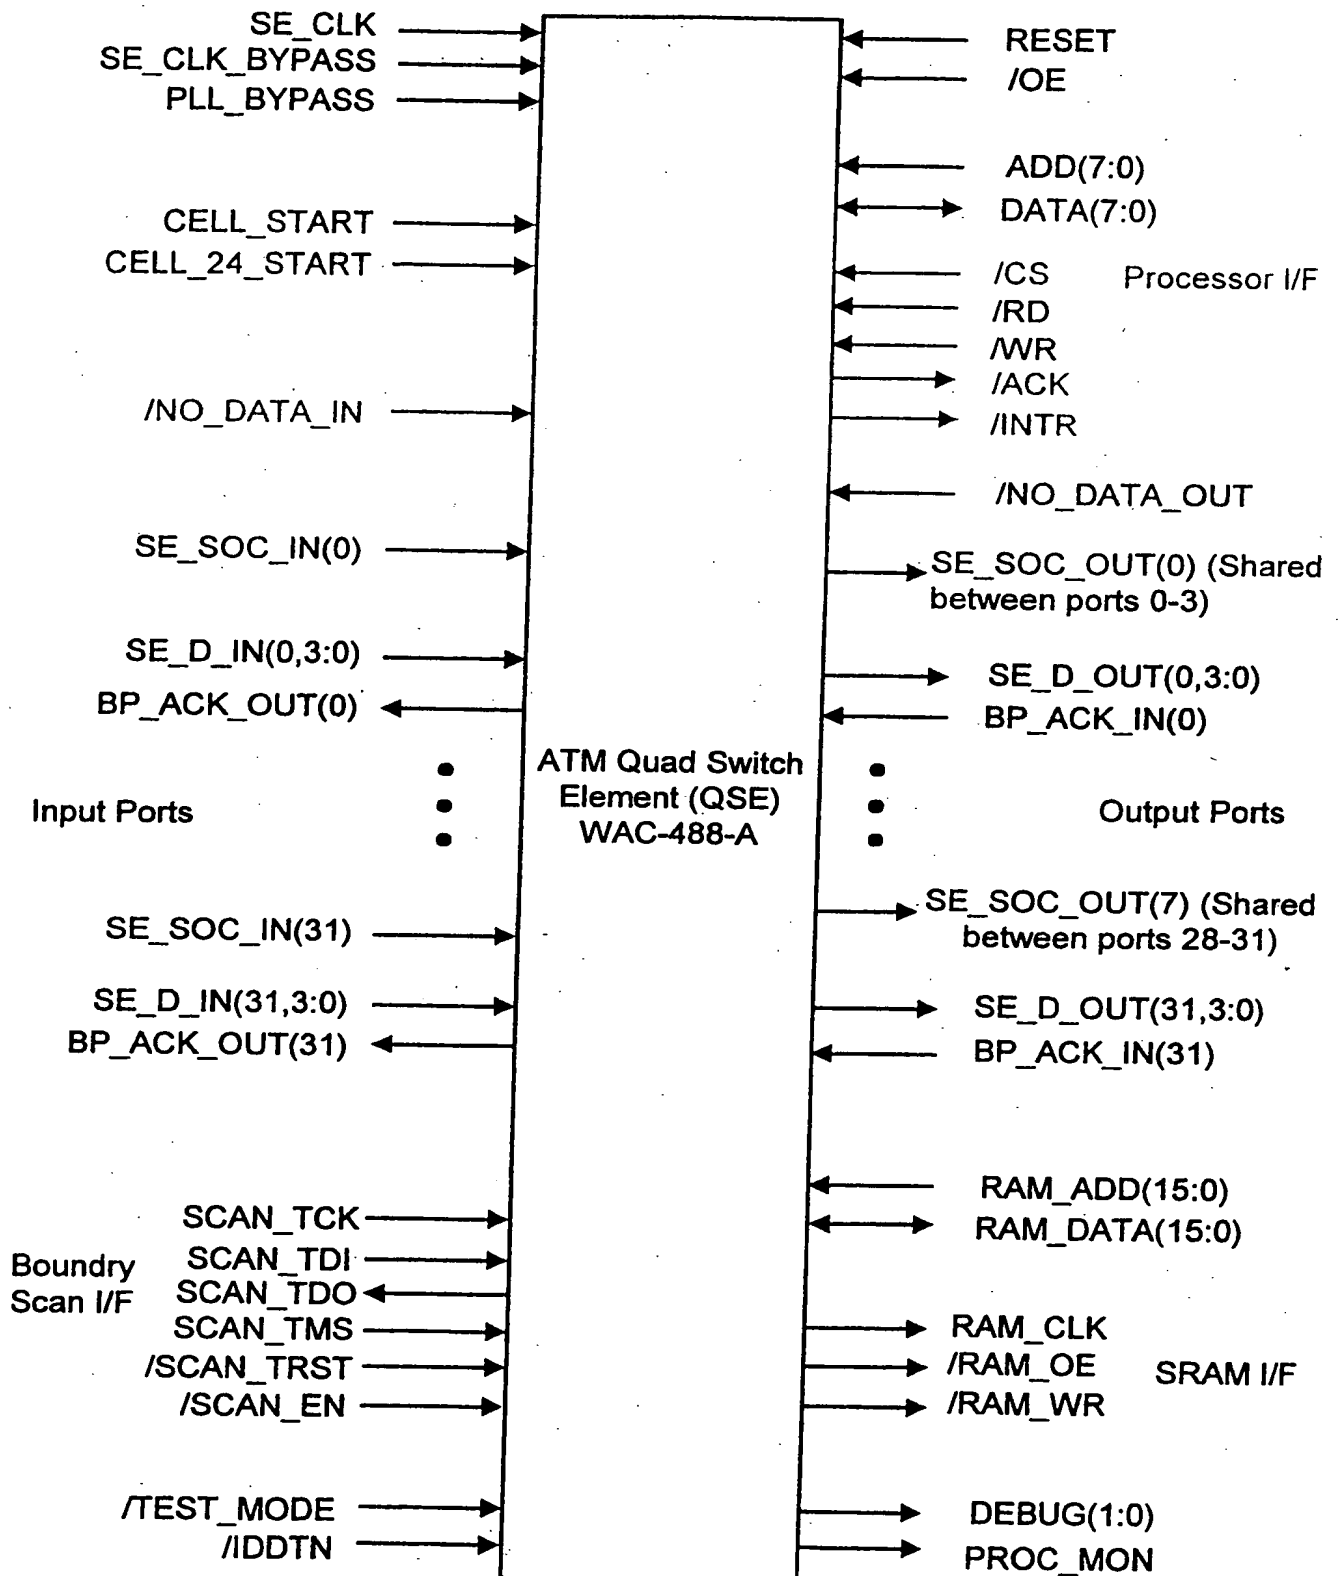 SE_CLK
SE_CLK_BYPASS
PLL_BYPASS
CELL_START
CELL_24_START
/NO_DATA_IN
SE_SOC_IN(0)
SE_D_IN(0,3:0)
BP_ACK_OUT(0)
Input Ports
SE_SOC_IN(31)
SE_D_IN(31,3:0)
BP_ACK_OUT(31)
SCAN_TCK
Boundry
Scan I/F
SCAN_TDI
SCAN_TDO
SCAN_TMS
/SCAN_TRST
/SCAN_EN
/TEST_MODE
/IDDTN
ATM Quad Switch
Element (QSE)
WAC-488-A
RESET
/OE
ADD(7:0)
DATA(7:0)
/CS
Processor I/F
/RD
/WR
/ACK
/INTR
/NO_DATA_OUT
SE_SOC_OUT(0) (Shared
between ports 0-3)
SE_D_OUT(0,3:0)
BP_ACK_IN(0)
Output Ports
SE_SOC_OUT(7) (Shared
between ports 28-31)
SE_D_OUT(31,3:0)
BP_ACK_IN(31)
RAM_ADD(15:0)
RAM_DATA(15:0)
RAM_CLK
/RAM_OE
SRAM I/F
/RAM_WR
DEBUG(1:0)
PROC_MON